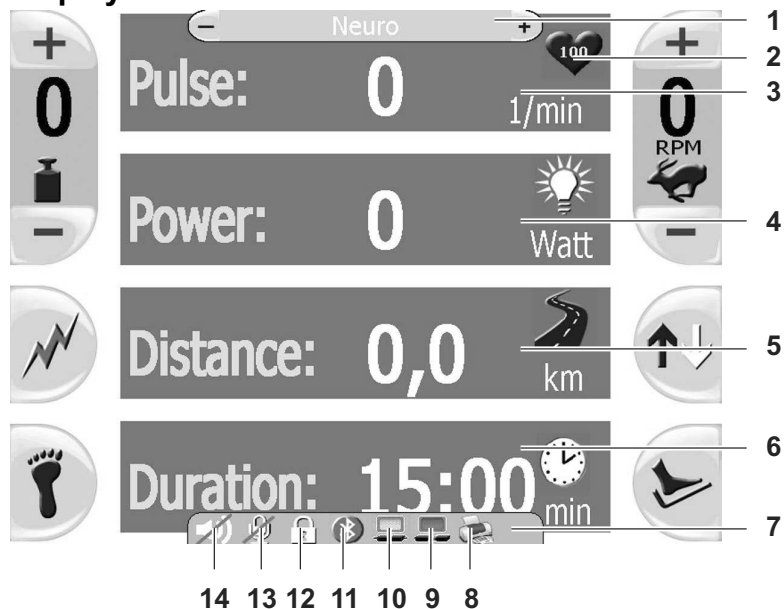 − Neuro + 1
+ 100 + 2
Pulse: 0 3
0 1/min 0
RPM
Power: 0 4
− Watt −
Distance: 0,0 5
km
6
Duration: 15:00
min 7
14 13 12 11 10 9 8